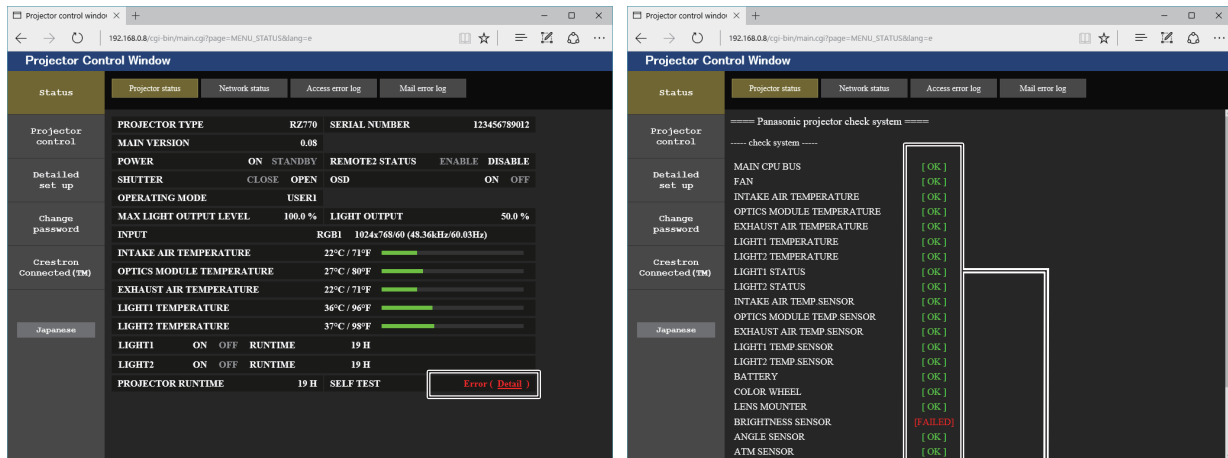 Projector control windov × +
192.168.0.8/cgi-bin/main.cgi?page=MENU_STATUS&lang=e
Projector Control Window
Status
Projector control
Detailed set up
Change password
Crestron Connected(TM)
Japanese
Projector status Network status Access error log Mail error log
PROJECTOR TYPE RZ770 SERIAL NUMBER 123456789012
MAIN VERSION 0.08
POWER ON STANDBY REMOTE2 STATUS ENABLE DISABLE
SHUTTER CLOSE OPEN OSD ON OFF
OPERATING MODE USER1
MAX LIGHT OUTPUT LEVEL 100.0 % LIGHT OUTPUT 50.0 %
INPUT RGB1 1024x768/60 (48.36kHz/60.03Hz)
INTAKE AIR TEMPERATURE 22°C / 71°F
OPTICS MODULE TEMPERATURE 27°C / 80°F
EXHAUST AIR TEMPERATURE 22°C / 71°F
LIGHT1 TEMPERATURE 36°C / 96°F
LIGHT2 TEMPERATURE 37°C / 98°F
LIGHT1 ON OFF RUNTIME 19 H
LIGHT2 ON OFF RUNTIME 19 H
PROJECTOR RUNTIME 19 H SELF TEST Error ( Detail )
Projector control windov × +
192.168.0.8/cgi-bin/main.cgi?page=MENU_STATUS&lang=e
Projector Control Window
Status
Projector control
Detailed set up
Change password
Crestron Connected(TM)
Japanese
Projector status Network status Access error log Mail error log
==== Panasonic projector check system ====
----- check system -----
MAIN CPU BUS [ OK ]
FAN [ OK ]
INTAKE AIR TEMPERATURE [ OK ]
OPTICS MODULE TEMPERATURE [ OK ]
EXHAUST AIR TEMPERATURE [ OK ]
LIGHT1 TEMPERATURE [ OK ]
LIGHT2 TEMPERATURE [ OK ]
LIGHT1 STATUS [ OK ]
LIGHT2 STATUS [ OK ]
INTAKE AIR TEMP.SENSOR [ OK ]
OPTICS MODULE TEMP.SENSOR [ OK ]
EXHAUST AIR TEMP.SENSOR [ OK ]
LIGHT1 TEMP.SENSOR [ OK ]
LIGHT2 TEMP.SENSOR [ OK ]
BATTERY [ OK ]
COLOR WHEEL [ OK ]
LENS MOUNTER [ OK ]
BRIGHTNESS SENSOR [FAILED]
ANGLE SENSOR [ OK ]
ATM SENSOR [ OK ]